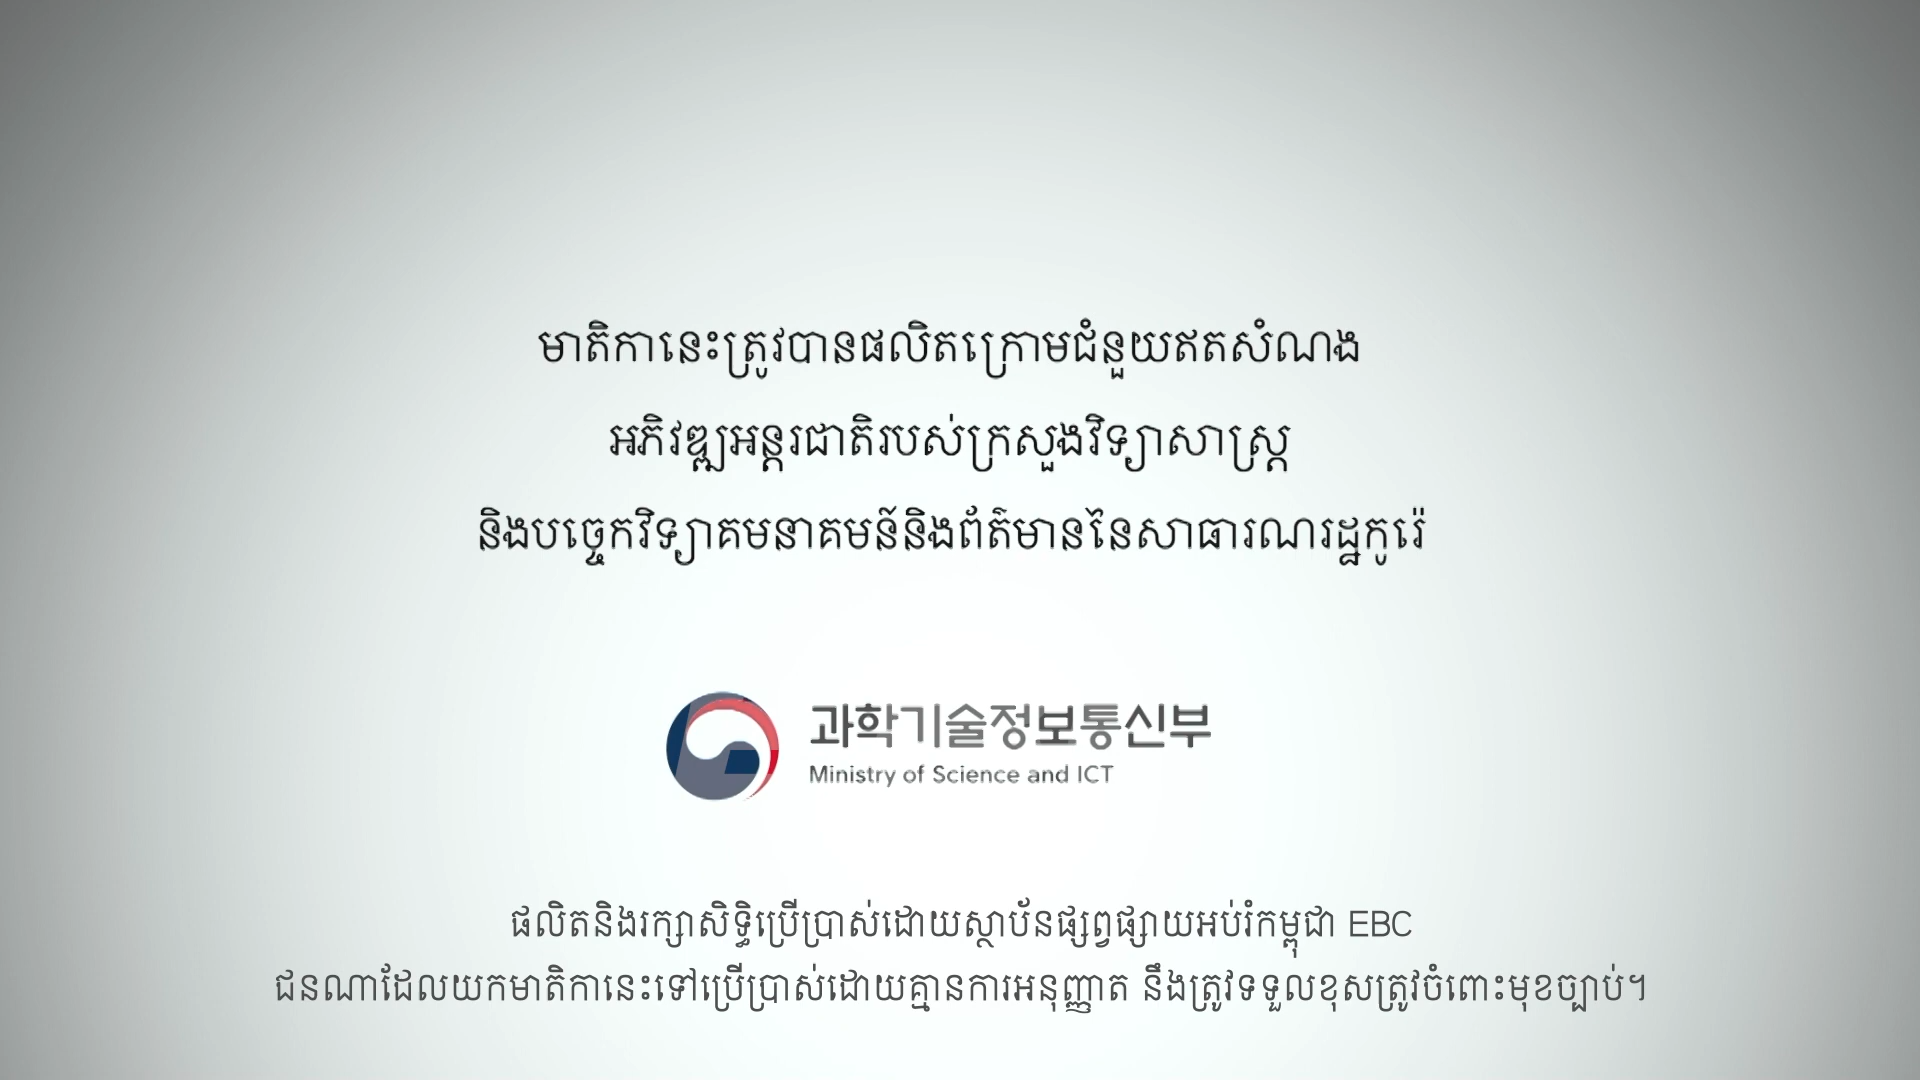 មាតិកានេះត្រូវបានផលិតក្រោមជំនួយឥតសំណង
អភិវឌ្ឍអន្តរជាតិរបស់ក្រសួងវិទ្យាសាស្ត្រ
និងបច្ចេកវិទ្យាគមនាគមន៍និងព័ត៌មាននៃសាធារណរដ្ឋកូរ៉េ
과학기술정보통신부
Ministry of Science and ICT
ផលិតនិងរក្សាសិទ្ធិប្រើប្រាស់ដោយស្ថាប័នផ្សព្វផ្សាយអប់រំកម្ពុជា EBC
ជនណាដែលយកមាតិកានេះទៅប្រើប្រាស់ដោយគ្មានការអនុញ្ញាត នឹងត្រូវទទួលខុសត្រូវចំពោះមុខច្បាប់។